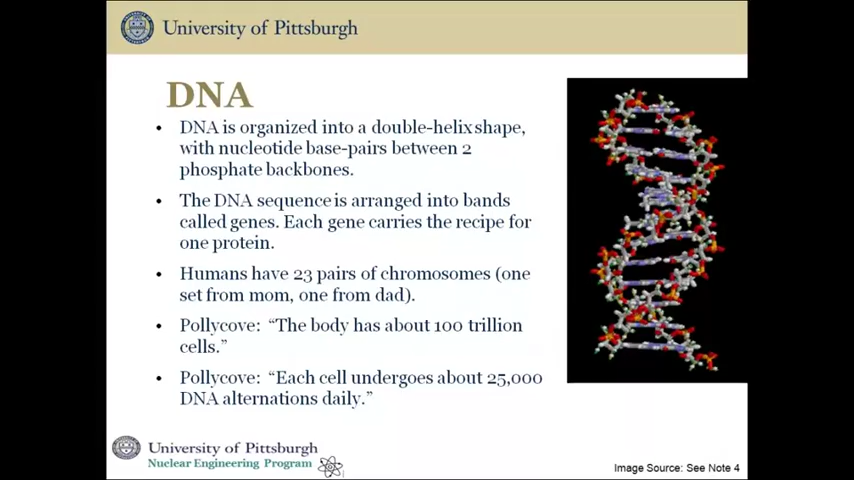 University of Pittsburgh
DNA
• DNA is organized into a double-helix shape,
with nucleotide base-pairs between 2
phosphate backbones.
• The DNA sequence is arranged into bands
called genes. Each gene carries the recipe for
one protein.
• Humans have 23 pairs of chromosomes (one
set from mom, one from dad).
• Pollycove: “The body has about 100 trillion
cells.”
• Pollycove: “Each cell undergoes about 25,000
DNA alternations daily.”
University of Pittsburgh
Nuclear Engineering Program
Image Source: See Note 4